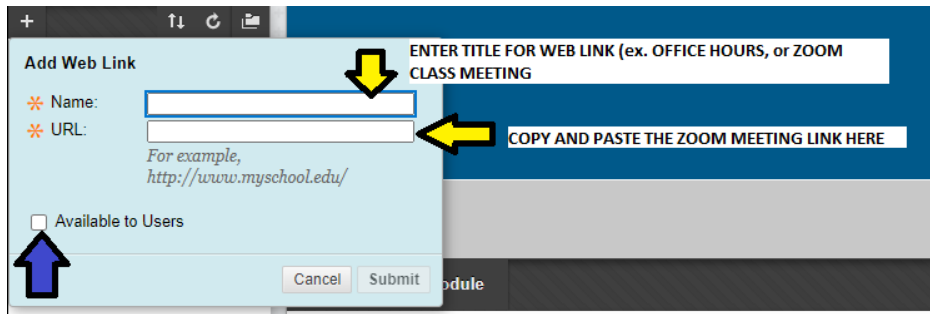 ENTER TITLE FOR WEB LINK (ex. OFFICE HOURS, or ZOOM
CLASS MEETING
Add Web Link
Name:
URL:
COPY AND PASTE THE ZOOM MEETING LINK HERE
For example,
http://www.myschool.edu/
Available to Users
Cancel Submit
odule